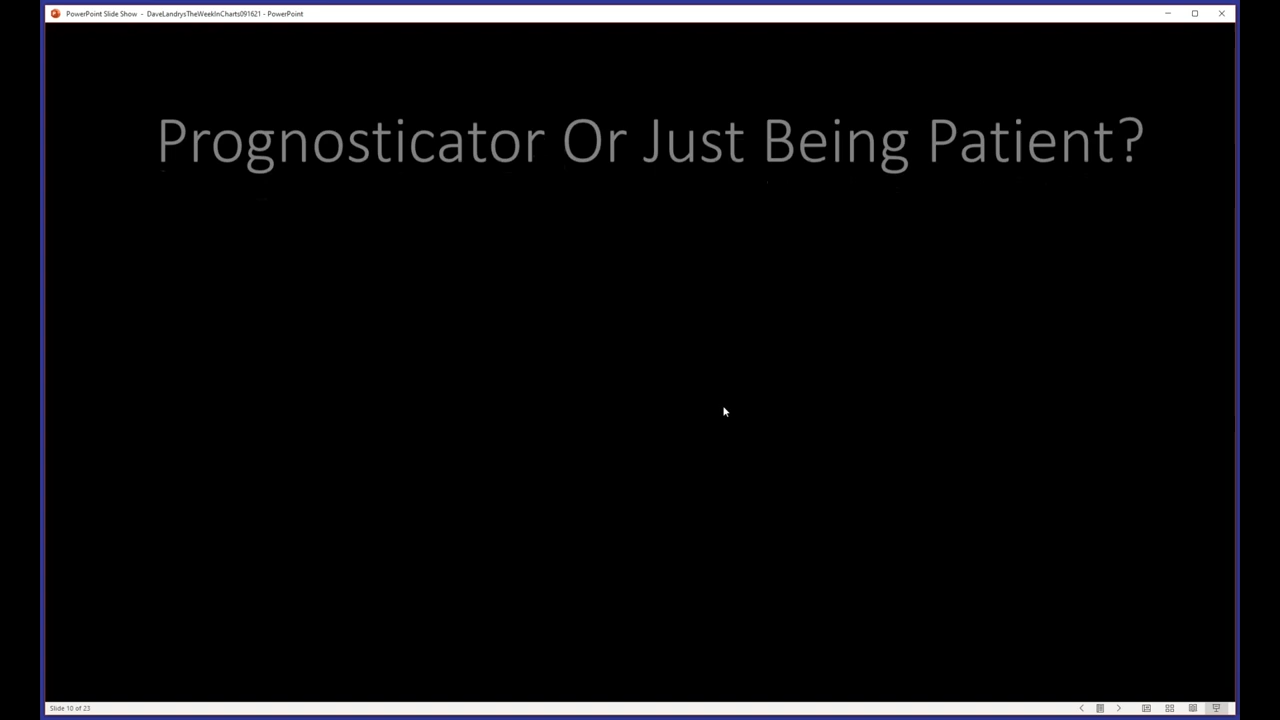 PowerPoint Slide Show - DaveLandrysTheWeekInCharts091621 - PowerPoint
Prognosticator Or Just Being Patient?
Slide 10 of 23